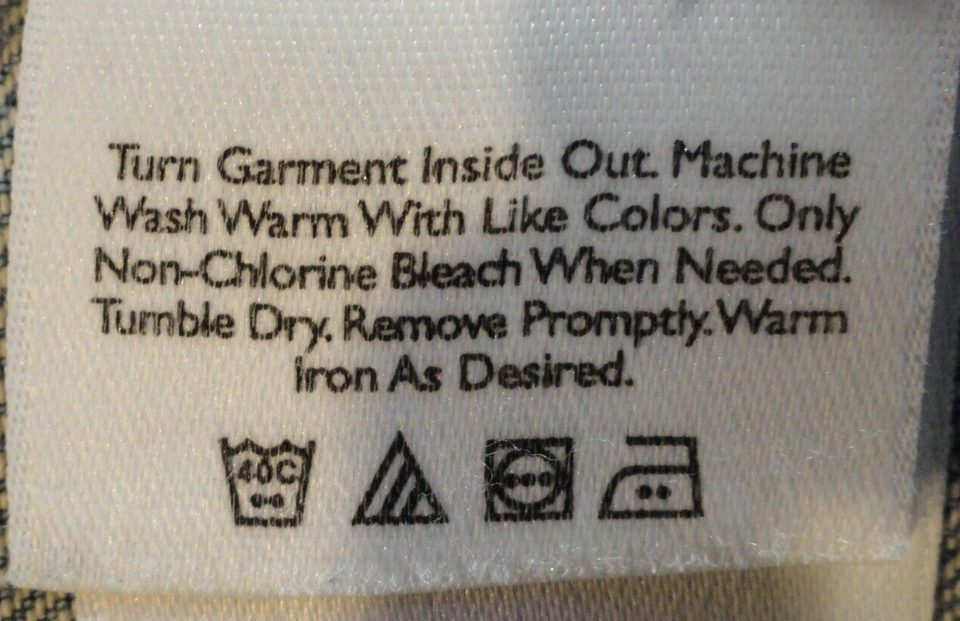 Turn Garment Inside Out. Machine
Wash Warm With Like Colors. Only
Non-Chlorine Bleach When Needed.
Tumble Dry. Remove Promptly. Warm
Iron As Desired.
40C